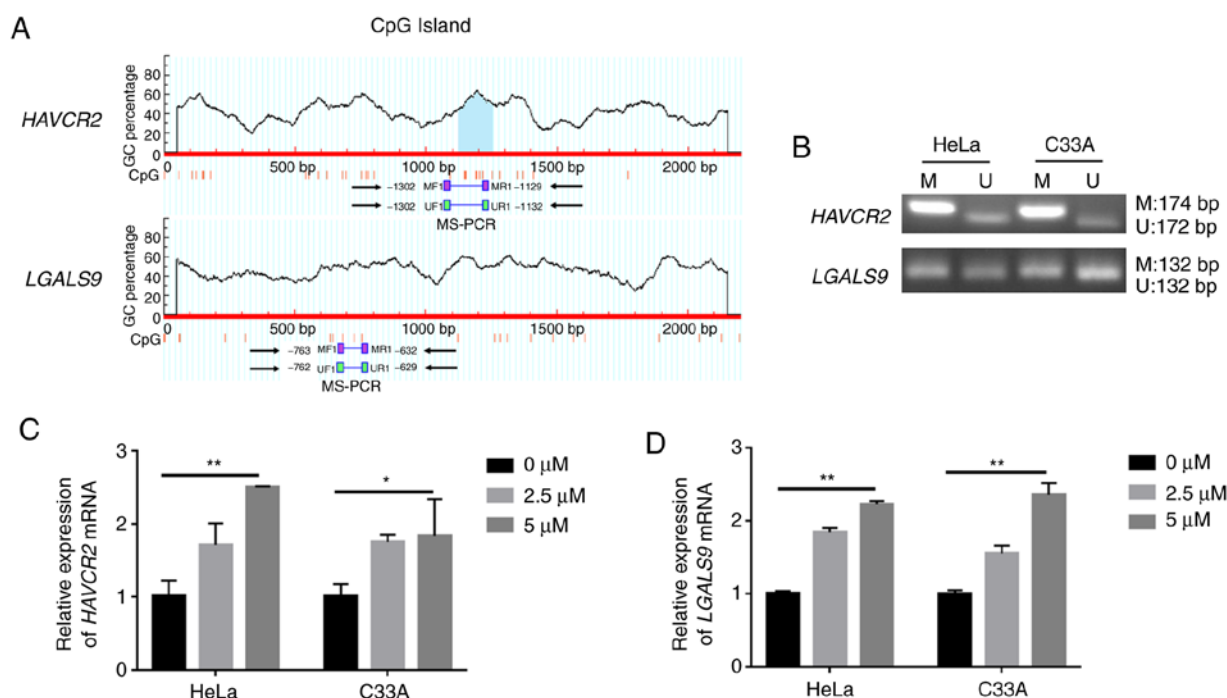 A
CpG Island
HAVCR2
GC percentage
80
60
40
20
0
0 500 bp 1000 bp 1500 bp 2000 bp
CpG
-1302 MF1 MR1 -1129
-1302 UF1 UR1 -1132
MS-PCR
LGALS9
GC percentage
80
60
40
20
0
0 500 bp 1000 bp 1500 bp 2000 bp
CpG
-763 MF1 MR1 -632
-762 UF1 UR1 -629
MS-PCR
B
HeLa C33A
M U M U
HAVCR2
M:174 bp
U:172 bp
LGALS9
M:132 bp
U:132 bp
C
Relative expression
of HAVCR2 mRNA
3
2
1
0
**
*
HeLa C33A
0 μM
2.5 μM
5 μM
D
Relative expression
of LGALS9 mRNA
3
2
1
0
**
**
HeLa C33A
0 μM
2.5 μM
5 μM